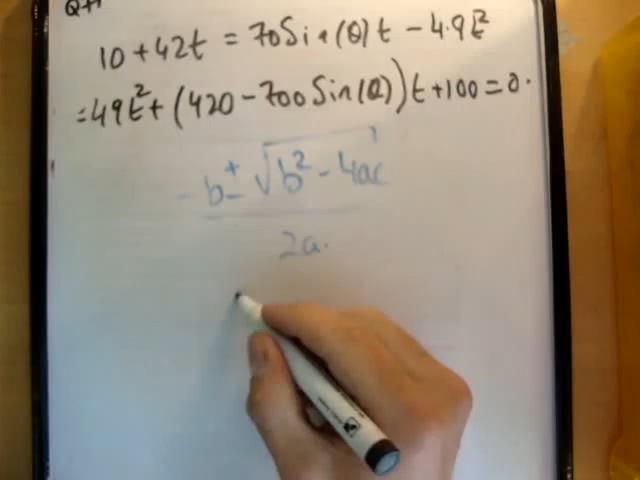 10 + 42t = 70Sin(θ)t - 4.9t²
= 49t² + (420 - 700Sin(θ))t + 100 = 0.
-b ± √b² - 4ac
2a.